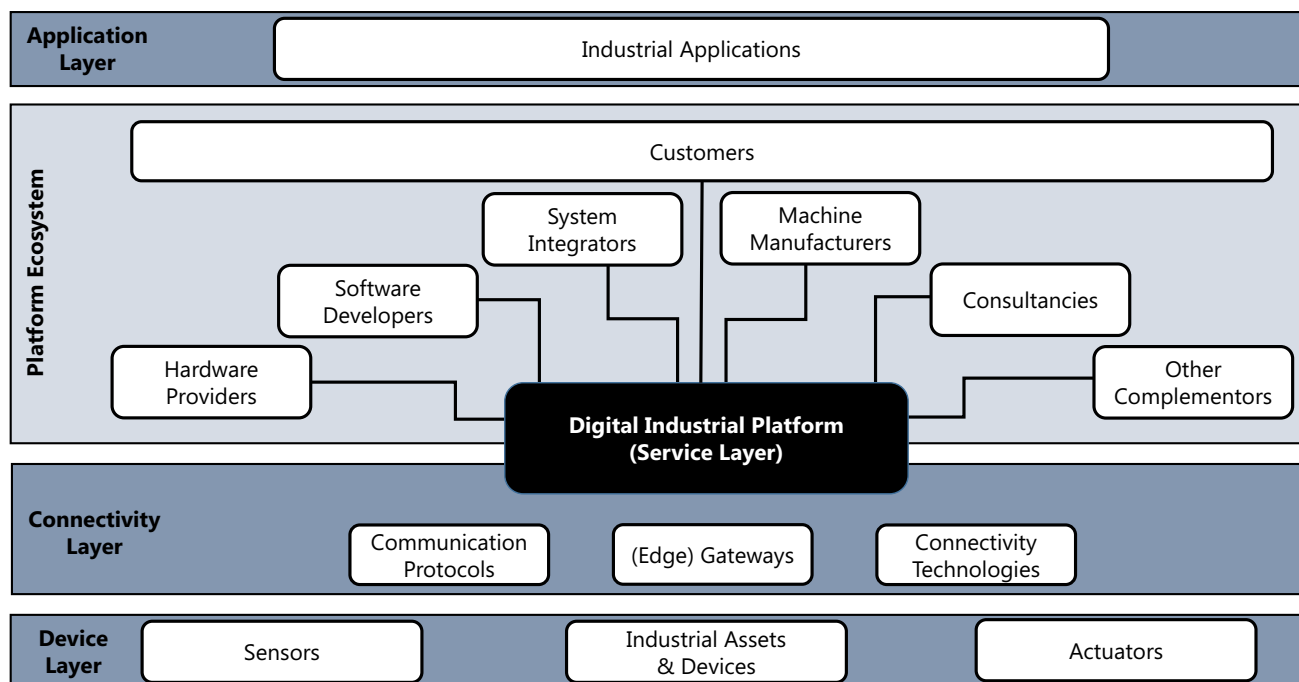 Application
Layer
Industrial Applications
Platform Ecosystem
Customers
System
Integrators
Machine
Manufacturers
Software
Developers
Consultancies
Hardware
Providers
Other
Complementors
Digital Industrial Platform
(Service Layer)
Connectivity
Layer
Communication
Protocols
(Edge) Gateways
Connectivity
Technologies
Device
Layer
Sensors
Industrial Assets
& Devices
Actuators